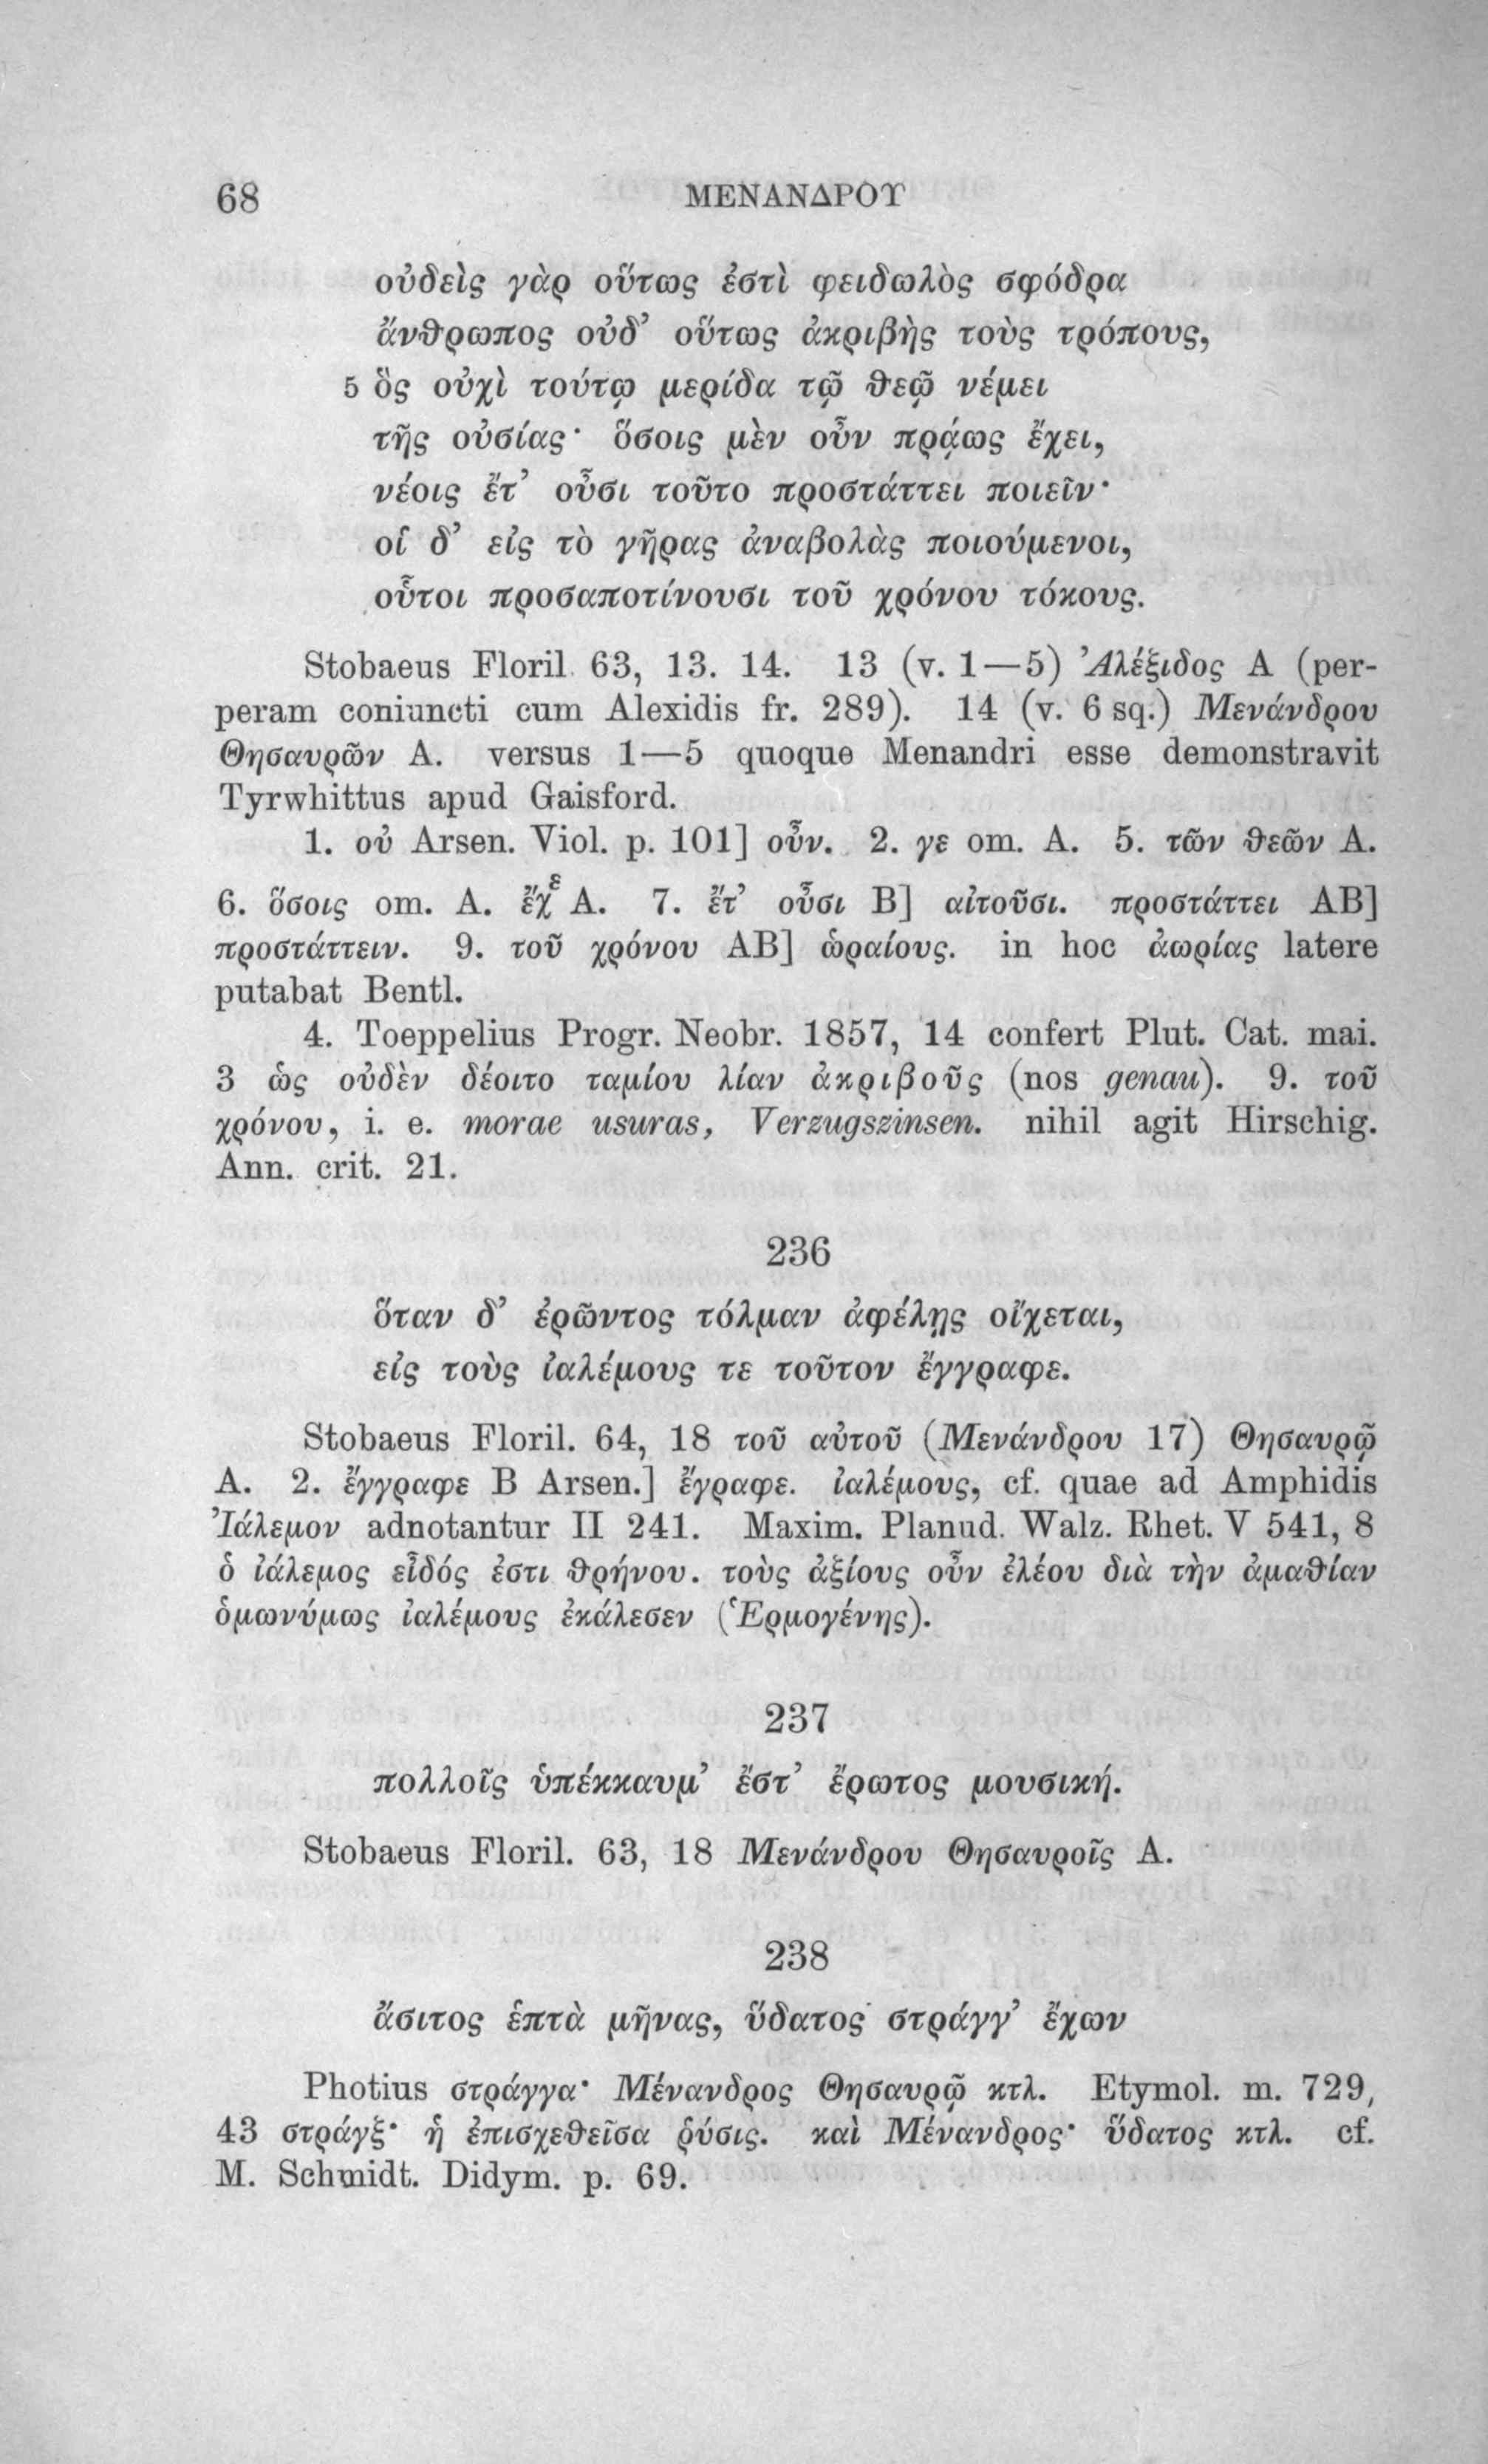 68 ΜΕΝΑΝΔΡΟΥ
οὐδεὶς γὰρ οὕτως ἐστὶ φειδωλὸς σφόδρα
ἄνθρωπος οὐδ’ οὕτως ἀκριβὴς τοὺς τρόπους,
5 ὃς οὐχὶ τούτῳ μερίδα τῷ θεῷ νέμει
τῆς οὐσίας· ὅσοις μὲν οὖν πρᾴως ἔχει,
νέοις ἔτ’ οὖσι τοῦτο προστάττει ποιεῖν·
οἳ δ’ εἰς τὸ γῆρας ἀναβολὰς ποιούμενοι,
οὗτοι προσαποτίνουσι τοῦ χρόνου τόκους.
Stobaeus Floril. 63, 13. 14. 13 (v. 1—5) Ἀλέξιδος A (per-
peram coniuncti cum Alexidis fr. 289). 14 (v. 6 sq.) Μενάνδρου
Θησαυρῶν A. versus 1—5 quoque Menandri esse demonstravit
Tyrwhittus apud Gaisford.
1. οὐ Arsen. Viol. p. 101] οὖν. 2. γε om. A. 5. τῶν θεῶν A.
6. ὅσοις om. A. ἔχε A. 7. ἔτ’ οὖσι B] αἰτοῦσι. προστάττει AB]
προστάττειν. 9. τοῦ χρόνου AB] ὡραίους. in hoc ἀωρίας latere
putabat Bentl.
4. Toeppelius Progr. Neobr. 1857, 14 confert Plut. Cat. mai.
3 ὡς οὐδὲν δέοιτο ταμίου λίαν ἀκριβοῦς (nos genau). 9. τοῦ
χρόνου, i. e. morae usuras, Verzugszinsen. nihil agit Hirschig.
Ann. crit. 21.
236
ὅταν δ’ ἐρῶντος τόλμαν ἀφέλῃς οἴχεται,
εἰς τοὺς ἰαλέμους τε τοῦτον ἔγγραφε.
Stobaeus Floril. 64, 18 τοῦ αὐτοῦ (Μενάνδρου 17) Θησαυρῷ
A. 2. ἔγγραφε B Arsen.] ἔγραφε. ἰαλέμους, cf. quae ad Amphidis
Ἰάλεμον adnotantur II 241. Maxim. Planud. Walz. Rhet. V 541, 8
ὁ ἰάλεμος εἶδός ἐστι θρήνου. τοὺς ἀξίους οὖν ἐλέου διὰ τὴν ἀμαθίαν
ὁμωνύμως ἰαλέμους ἐκάλεσεν (Ἑρμογένης).
237
πολλοῖς ὑπέκκαυμ’ ἔστ’ ἔρωτος μουσική.
Stobaeus Floril. 63, 18 Μενάνδρου Θησαυροῖς A.
238
ἄσιτος ἑπτὰ μῆνας, ὕδατος στράγγ’ ἔχων
Photius στράγγα· Μένανδρος Θησαυρῷ κτλ. Etymol. m. 729,
43 στράγξ· ἡ ἐπισχεθεῖσα ῥύσις. καὶ Μένανδρος· ὕδατος κτλ. cf.
M. Schmidt. Didym. p. 69.